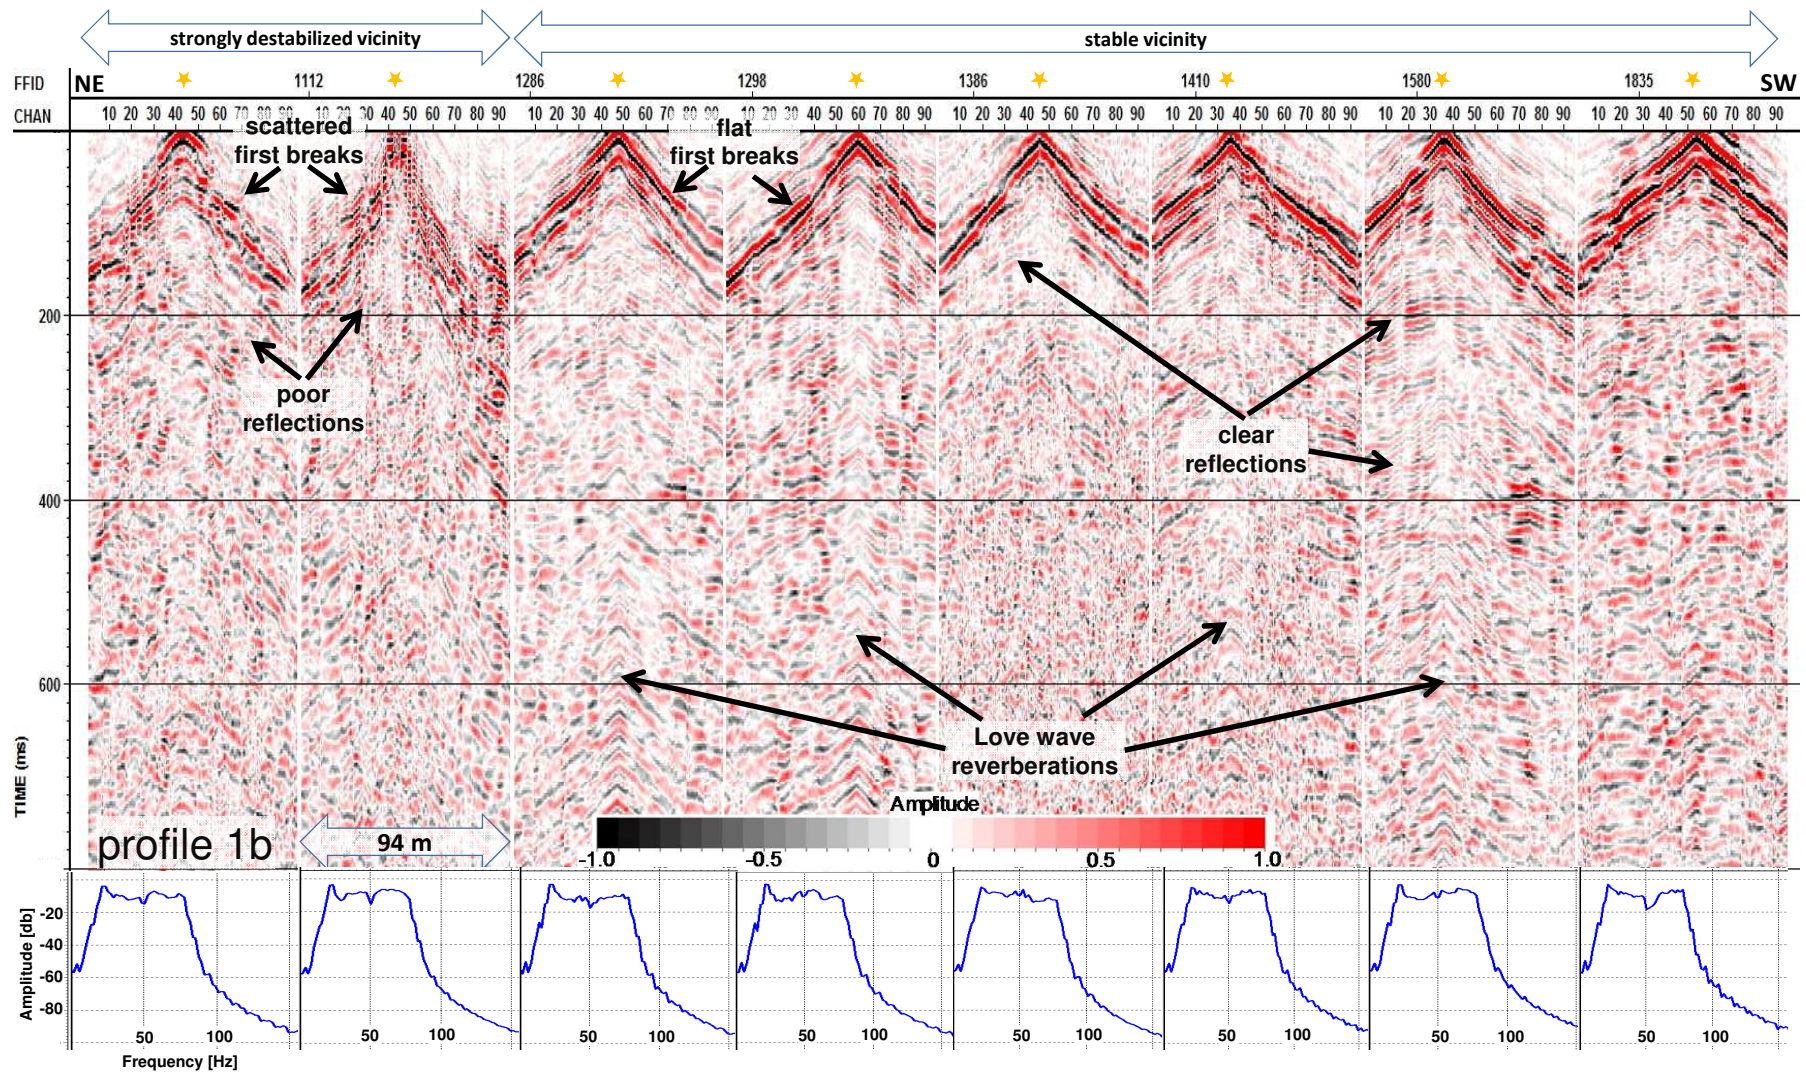 strongly destabilized vicinity
stable vicinity
FFID NE 1112 1286 1298 1386 1410 1580 1835 SW
CHAN 10 20 30 40 50 60 70 80 90 10 20 30 40 50 60 70 80 90 10 20 30 40 50 60 70 80 90 10 20 30 40 50 60 70 80 90 10 20 30 40 50 60 70 80 90 10 20 30 40 50 60 70 80 90 10 20 30 40 50 60 70 80 90 10 20 30 40 50 60 70 80 90
scattered
first breaks
flat
first breaks
200
poor
reflections
clear
reflections
400
600
Love wave
reverberations
TIME (ms)
Amplitude
profile 1b
94 m
-1.0 -0.5 0 0.5 1.0
Amplitude [db]
-20
-40
-60
-80
50 100 50 100 50 100 50 100 50 100 50 100 50 100 50 100
Frequency [Hz]